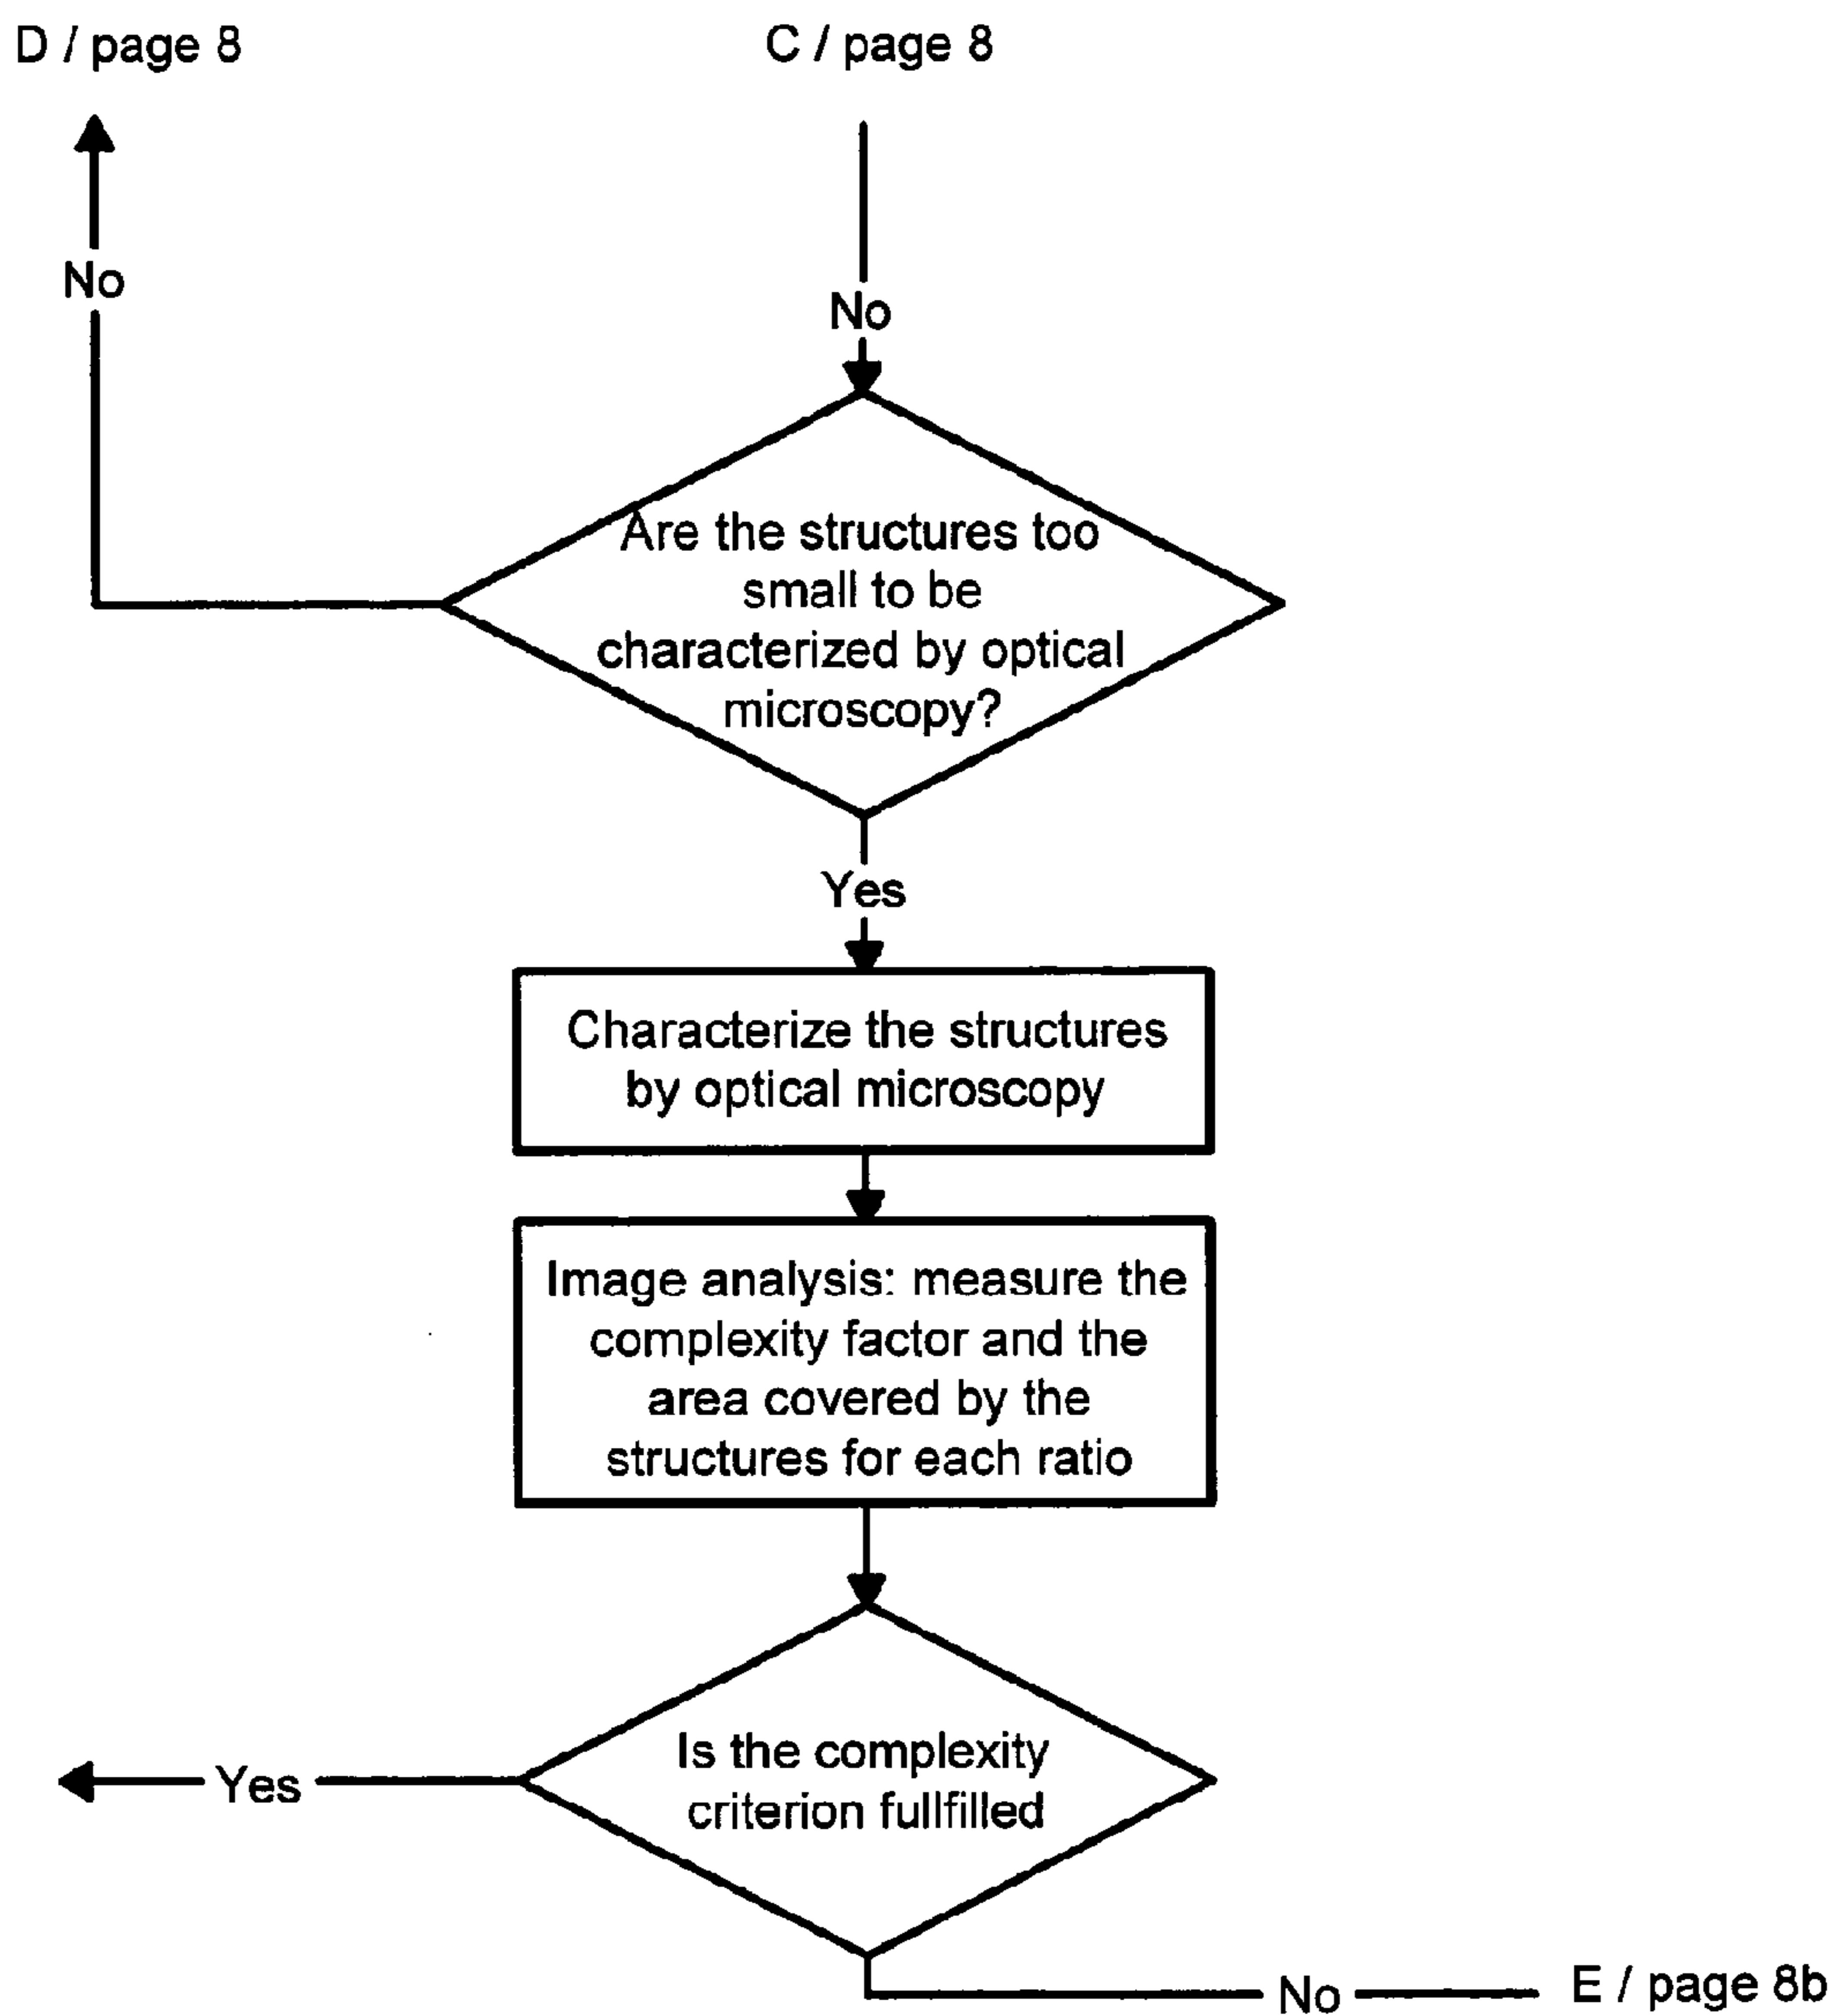 D / page 8
C / page 8
No
No
Are the structures too
small to be
characterized by optical
microscopy?
Yes
Characterize the structures
by optical microscopy
Image analysis: measure the
complexity factor and the
area covered by the
structures for each ratio
Is the complexity
criterion fullfilled
Yes
No
E / page 8b